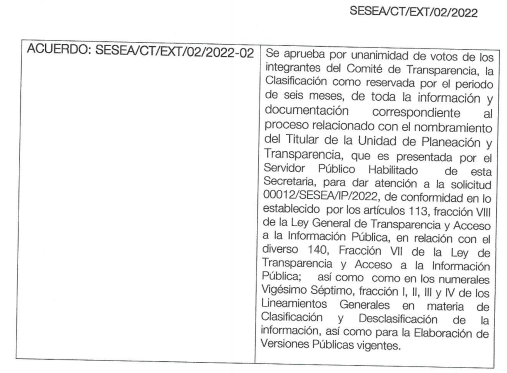 SESEA/CT/EXT/02/2022
ACUERDO: SESEA/CT/EXT/02/2022-02
Se aprueba por unanimidad de votos de los
integrantes del Comité de Transparencia, la
Clasificación como reservada por el periodo
de seis meses, de toda la información y
documentación correspondiente al
proceso relacionado con el nombramiento
del Titular de la Unidad de Planeación y
Transparencia, que es presentada por el
Servidor Público Habilitado de esta
Secretaria, para dar atención a la solicitud
00012/SESEA/IP/2022, de conformidad en lo
establecido por los artículos 113, fracción VIII
de la Ley General de Transparencia y Acceso
a la Información Pública, en relación con el
diverso 140, Fracción VII de la Ley de
Transparencia y Acceso a la Información
Pública; así como como en los numerales
Vigésimo Séptimo, fracción I, II, III y IV de los
Lineamientos Generales en materia de
Clasificación y Desclasificación de la
información, así como para la Elaboración de
Versiones Públicas vigentes.